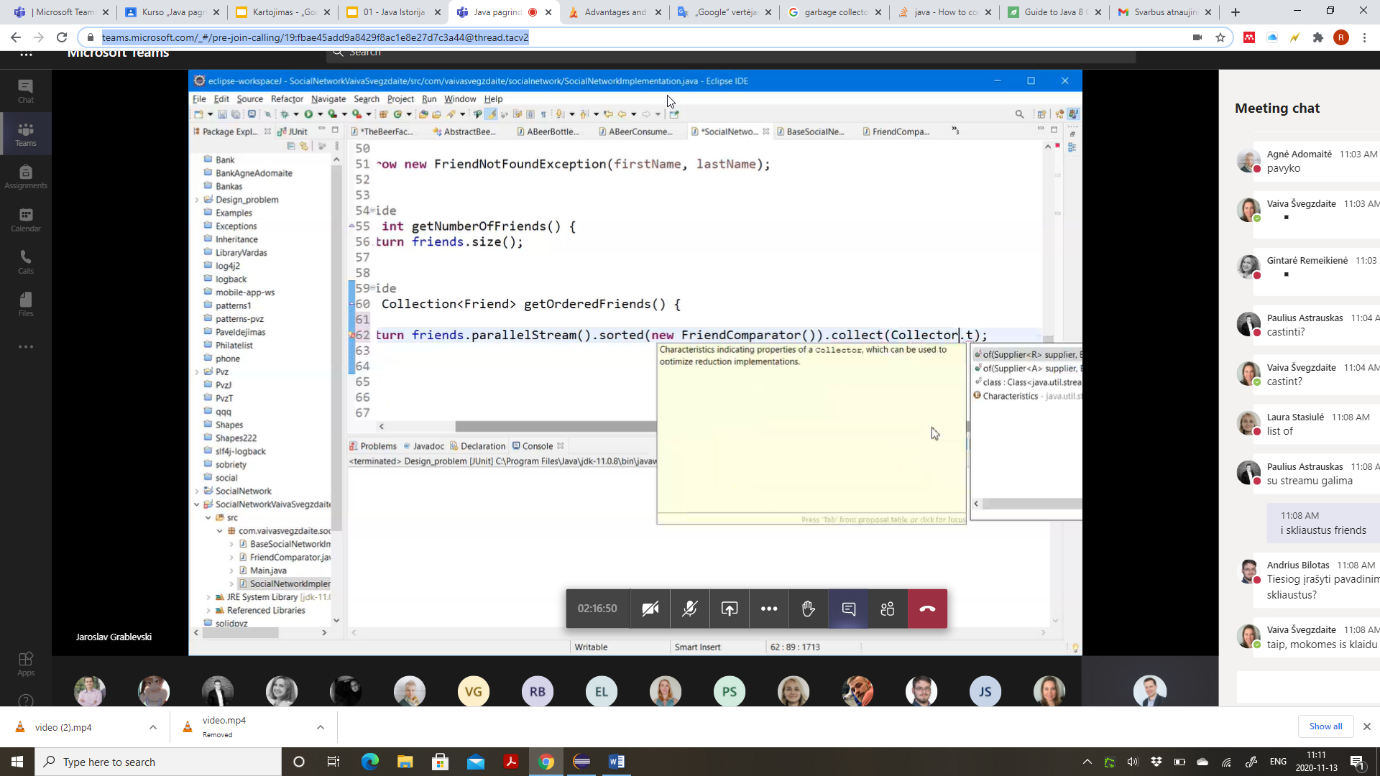 Microsoft Teams
Java pagrind
Advantages and
„Google“ vertėja
garbage collecto
java - How to co
Guide to Java 8 C
Svarbus atnaujin
Kurso „Java pagri
Kartojimas - „Goo
01 - Java Istorija
teams.microsoft.com/_#/pre-join-calling/19:fbae45add9a8429f8ac1e8e27d7c3a44@thread.tacv2
R
Microsoft Teams
Search
Chat
Teams
Assignments
Calendar
Calls
Files
Apps
eclipse-workspaceJ - SocialNetworkVaivaSvegzdaite/src/com/vaivasvegzdaite/socialnetwork/SocialNetworkImplementation.java - Eclipse IDE
File Edit Source Refactor Navigate Search Project Run Window Help
Package Expl... JUnit
*TheBeerFac... AbstractBee... ABeerBottle... ABeerConsume... *SocialNetwo... BaseSocialNe... FriendCompa...
Bank
BankAgneAdomaite
Bankas
Design_problem
Examples
Exceptions
Inheritance
LibraryVardas
log4j2
logback
mobile-app-ws
patterns1
patterns-pvz
Paveldejimas
Philatelist
phone
Pvz
PvzJ
PvzT
qqq
Shapes
Shapes222
slf4j-logback
sobriety
social
SocialNetwork
SocialNetworkVaivaSvegzdaite
src
com.vaivasvegzdaite.soc
BaseSocialNetworkIm
FriendComparator.jav
Main.java
SocialNetworkImpler
JRE System Library [jdk-11.0
Referenced Libraries
solidovz
50
51 ow new FriendNotFoundException(firstName, lastName);
52
53
54 ide
55 int getNumberOfFriends() {
56 turn friends.size();
57
58
59 ide
60 Collection<Friend> getOrderedFriends() {
61
62 turn friends.parallelStream().sorted(new FriendComparator()).collect(Collector.t);
63
64
65
66
67
Characteristics indicating properties of a Collector, which can be used to
optimize reduction implementations.
Press 'Tab' from proposal table or click for focus
of(Supplier<R> supplier, B
of(Supplier<A> supplier, B
class : Class<java.util.strea
Characteristics - java.util.s
Problems Javadoc Declaration Console
<terminated> Design_problem [JUnit] C:\Program Files\Java\jdk-11.0.8\bin\javaw
Writable Smart Insert 62 : 89 : 1713
02:16:50
Jaroslav Grablevski
VG RB EL PS JS
Meeting chat
Agnė Adomaitė 11:03 AM
pavyko
Vaiva Švegzdaite 11:03 AM
Gintarė Remeikienė 11:03
Paulius Astrauskas 11:04 A
castinti?
Vaiva Švegzdaite 11:04 AM
castint?
Laura Stasiulė 11:08 AM
list of
Paulius Astrauskas 11:08 A
su streamu galima
11:08 AM
i skliaustus friends
Andrius Bilotas 11:08 AM
Tiesiog įrašyti pavadinim
skliaustus?
Vaiva Švegzdaite 11:08 AM
taip, mokomes is klaidu
video (2).mp4
video.mp4
Removed
Show all
Type here to search
ENG
11:11
2020-11-13
1